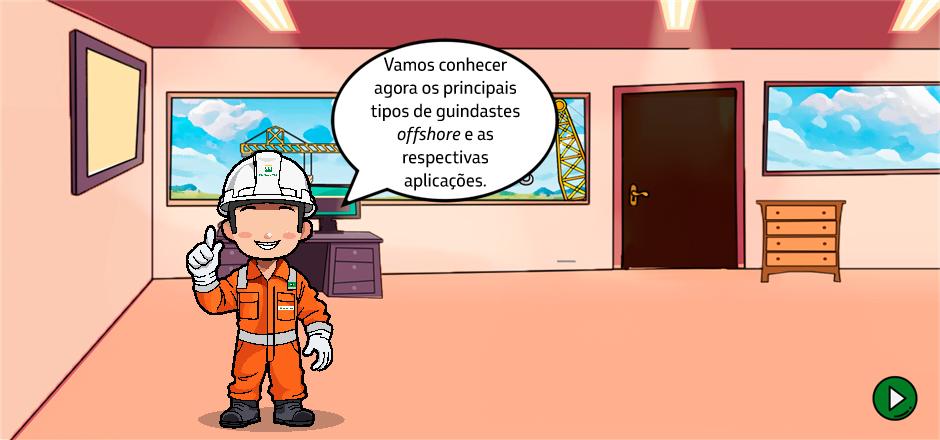 Vamos conhecer
agora os principais
tipos de guindastes
offshore e as
respectivas
aplicações.